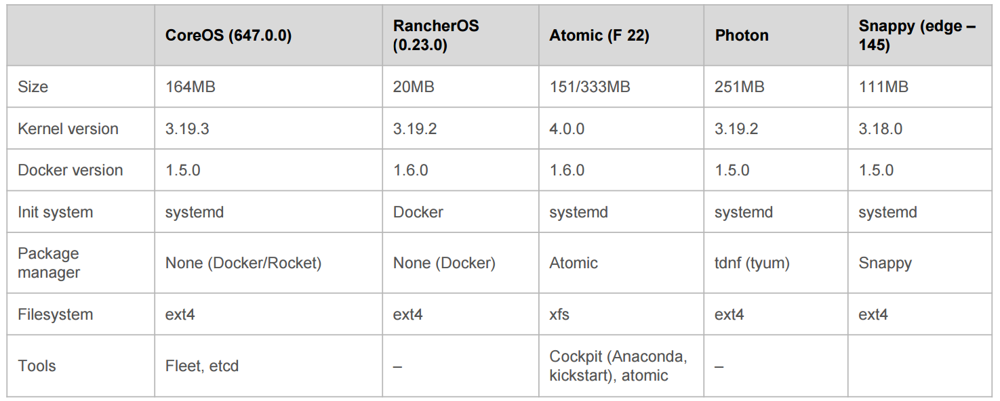 CoreOS (647.0.0) RancherOS (0.23.0) Atomic (F 22) Photon Snappy (edge – 145)
Size 164MB 20MB 151/333MB 251MB 111MB
Kernel version 3.19.3 3.19.2 4.0.0 3.19.2 3.18.0
Docker version 1.5.0 1.6.0 1.6.0 1.5.0 1.5.0
Init system systemd Docker systemd systemd systemd
Package manager None (Docker/Rocket) None (Docker) Atomic tdnf (tyum) Snappy
Filesystem ext4 ext4 xfs ext4 ext4
Tools Fleet, etcd – Cockpit (Anaconda, kickstart), atomic –